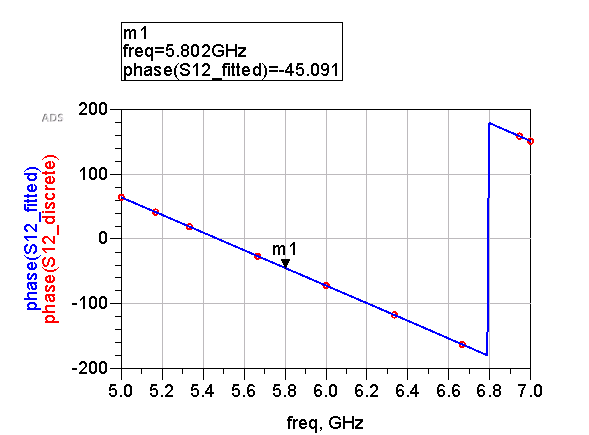 m1
freq=5.802GHz
phase(S12_fitted)=-45.091
ADS
200
100
0
-100
-200
phase(S12_fitted)
phase(S12_discrete)
m1
5.0 5.2 5.4 5.6 5.8 6.0 6.2 6.4 6.6 6.8 7.0
freq, GHz